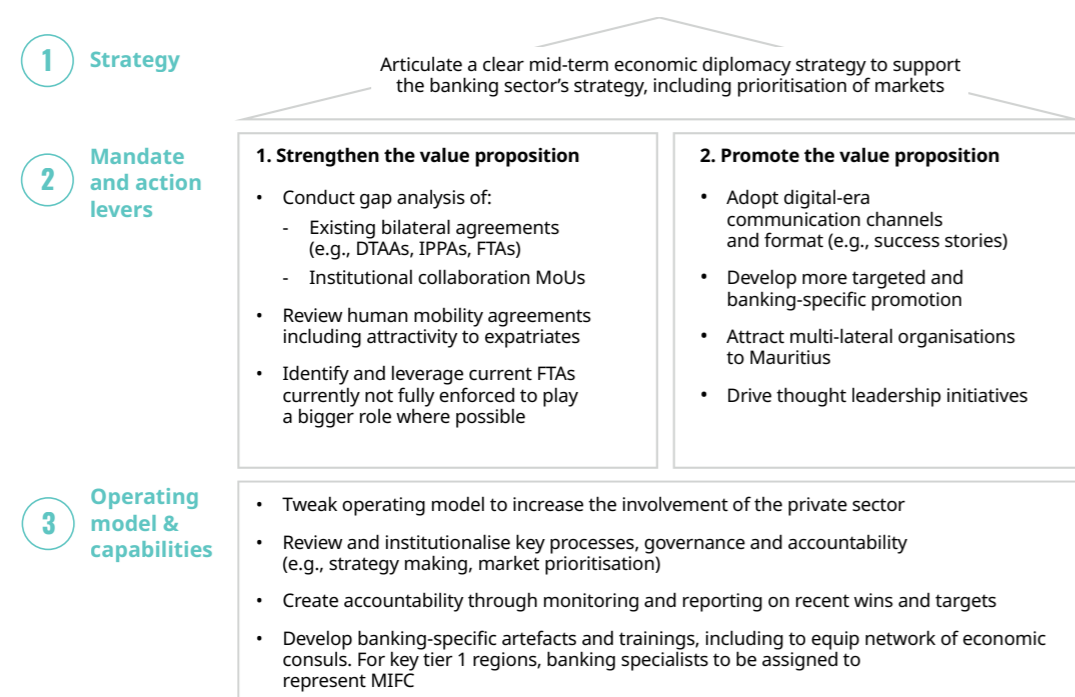 1
Strategy
Articulate a clear mid-term economic diplomacy strategy to support
the banking sector's strategy, including prioritisation of markets
2
Mandate
and action
levers
1. Strengthen the value proposition
• Conduct gap analysis of:
- Existing bilateral agreements
(e.g., DTAAs, IPPAs, FTAs)
- Institutional collaboration MoUs
• Review human mobility agreements
including attractivity to expatriates
• Identify and leverage current FTAs
currently not fully enforced to play
a bigger role where possible
2. Promote the value proposition
• Adopt digital-era
communication channels
and format (e.g., success stories)
• Develop more targeted and
banking-specific promotion
• Attract multi-lateral organisations
to Mauritius
• Drive thought leadership initiatives
3
Operating
model &
capabilities
• Tweak operating model to increase the involvement of the private sector
• Review and institutionalise key processes, governance and accountability
(e.g., strategy making, market prioritisation)
• Create accountability through monitoring and reporting on recent wins and targets
• Develop banking-specific artefacts and trainings, including to equip network of economic
consuls. For key tier 1 regions, banking specialists to be assigned to
represent MIFC